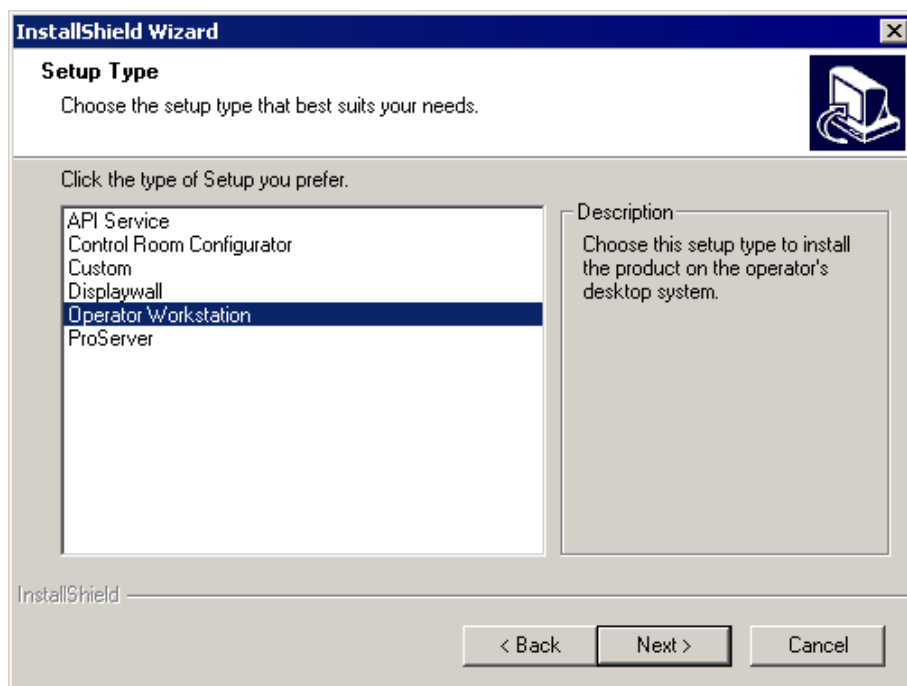 InstallShield Wizard
Setup Type
Choose the setup type that best suits your needs.
Click the type of Setup you prefer.
API Service
Control Room Configurator
Custom
Displaywall
Operator Workstation
ProServer
Description
Choose this setup type to install
the product on the operator's
desktop system.
InstallShield
< Back
Next >
Cancel